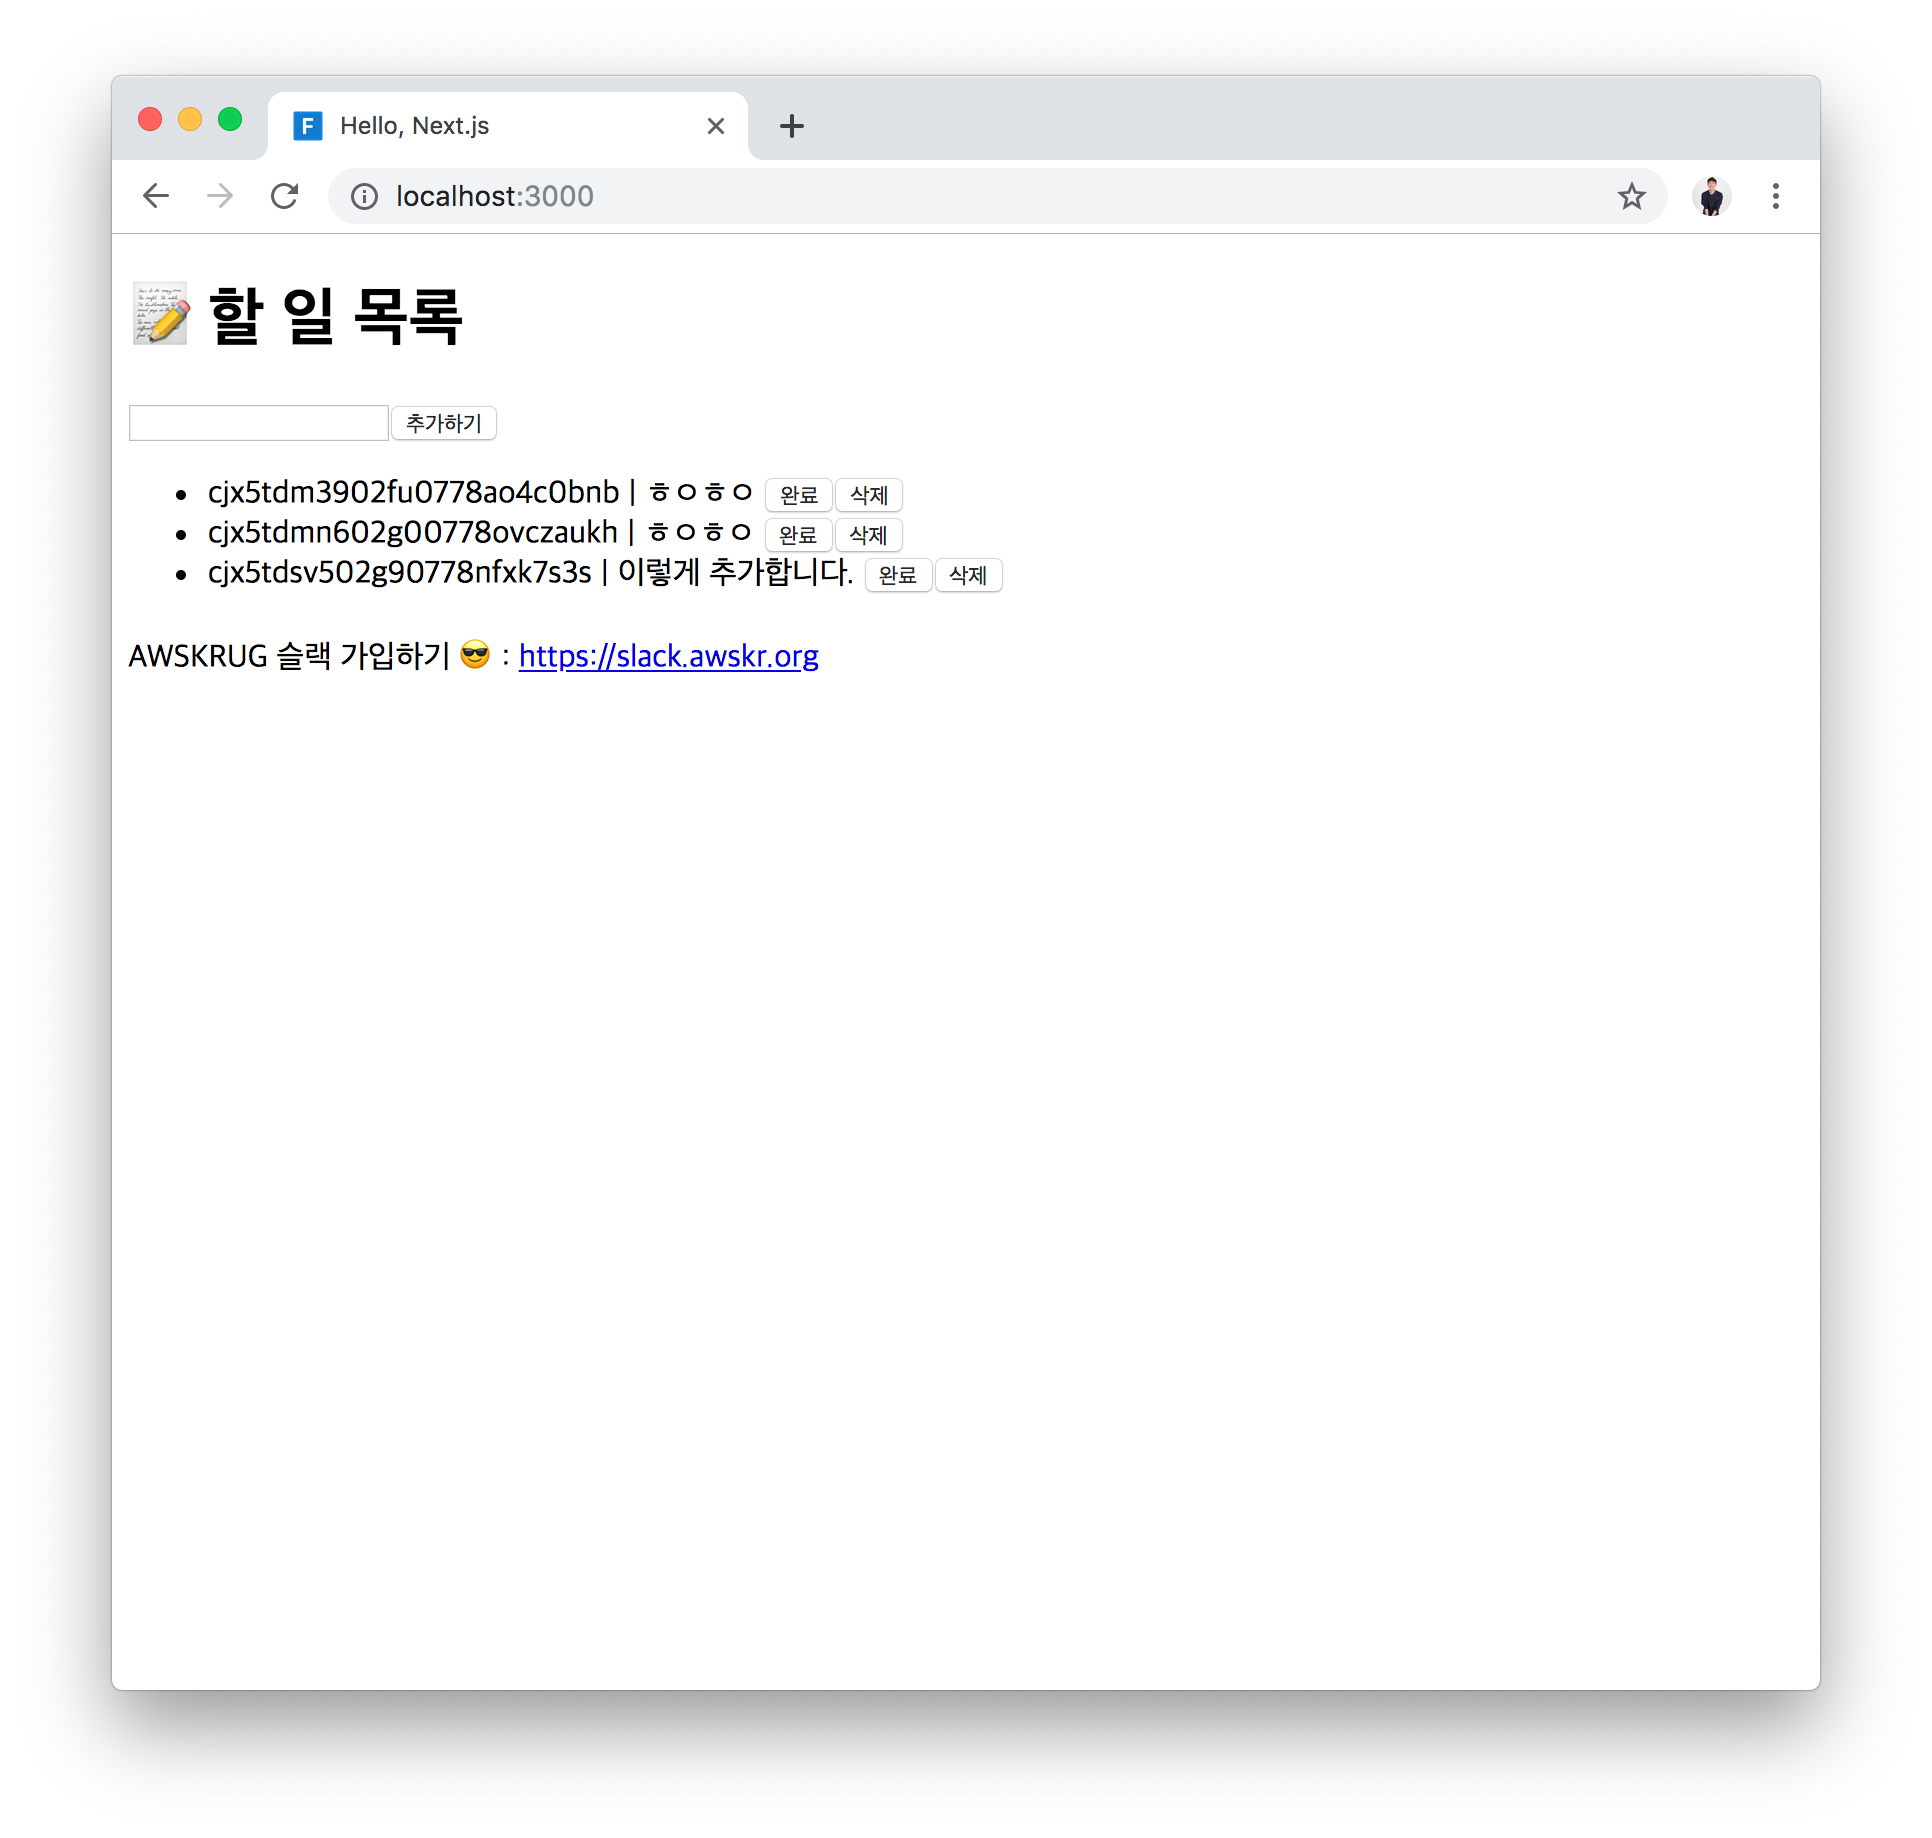 F Hello, Next.js
localhost:3000
📝 할 일 목록
추가하기
cjx5tdm3902fu0778ao4c0bnb | ㅎㅇㅎㅇ 완료 삭제
cjx5tdmn602g00778ovczaukh | ㅎㅇㅎㅇ 완료 삭제
cjx5tdsv502g90778nfxk7s3s | 이렇게 추가합니다. 완료 삭제
AWSKRUG 슬랙 가입하기 😎 : https://slack.awskr.org